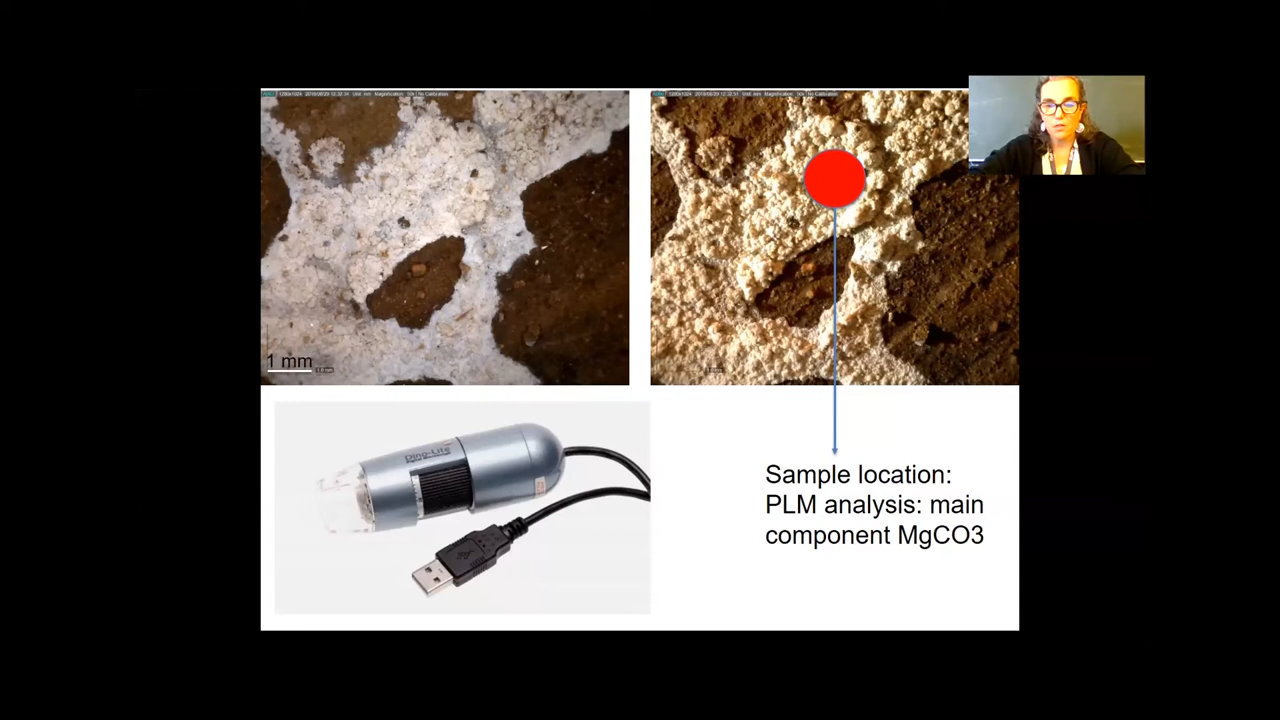 1 mm
Dino-Lite
Sample location:
PLM analysis: main
component MgCO3